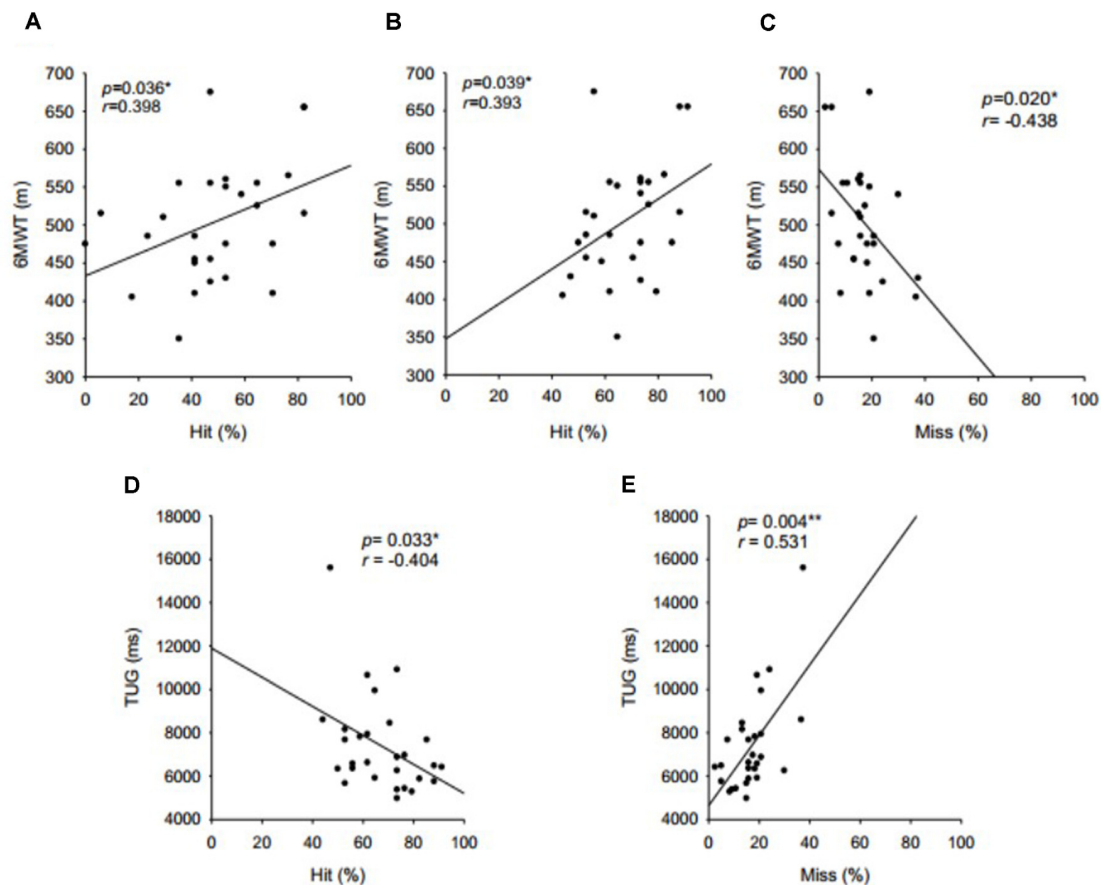 A
p=0.036*
r=0.398
700
650
600
550
500
450
400
350
300
6MWT (m)
0 20 40 60 80 100
Hit (%)
B
p=0.039*
r=0.393
700
650
600
550
500
450
400
350
300
6MWT (m)
0 20 40 60 80 100
Hit (%)
C
p=0.020*
r= -0.438
700
650
600
550
500
450
400
350
300
6MWT (m)
0 20 40 60 80 100
Miss (%)
D
p= 0.033*
r = -0.404
18000
16000
14000
12000
10000
8000
6000
4000
TUG (ms)
0 20 40 60 80 100
Hit (%)
E
p= 0.004**
r = 0.531
18000
16000
14000
12000
10000
8000
6000
4000
TUG (ms)
0 20 40 60 80 100
Miss (%)